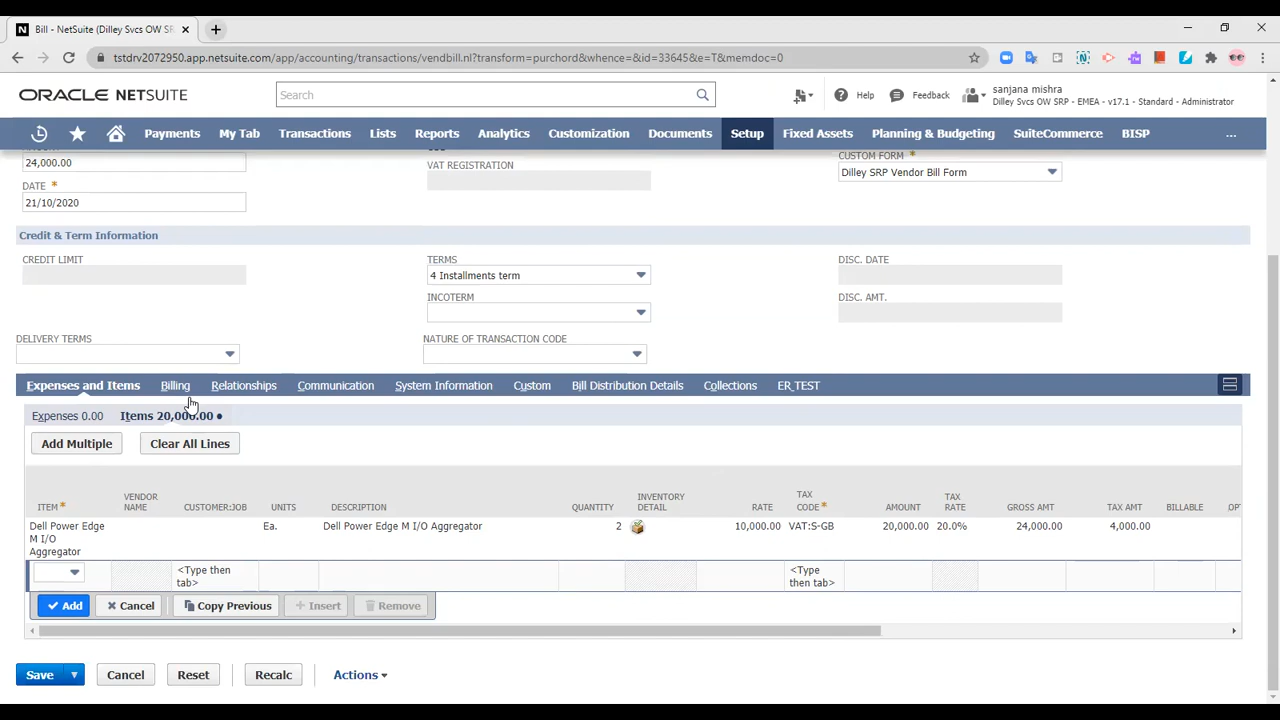 Bill - NetSuite (Dilley Svcs OW SR
tstdrv2072950.app.netsuite.com/app/accounting/transactions/vendbill.nl?transform=purchord&whence=&id=33645&e=T&memdoc=0
ORACLE NETSUITE
Search
Help
Feedback
sanjana mishra
Dilley Svcs OW SRP - EMEA - v17.1 - Standard - Administrator
Payments My Tab Transactions Lists Reports Analytics Customization Documents Setup Fixed Assets Planning & Budgeting SuiteCommerce BISP ...
24,000.00
VAT REGISTRATION
CUSTOM FORM *
Dilley SRP Vendor Bill Form
DATE *
21/10/2020
Credit & Term Information
CREDIT LIMIT
TERMS
4 Installments term
DISC. DATE
INCOTERM
DISC. AMT.
DELIVERY TERMS
NATURE OF TRANSACTION CODE
Expenses and Items Billing Relationships Communication System Information Custom Bill Distribution Details Collections ER_TEST
Expenses 0.00 Items 20,000.00 •
Add Multiple Clear All Lines
ITEM * VENDOR NAME CUSTOMER:JOB UNITS DESCRIPTION QUANTITY INVENTORY DETAIL RATE TAX CODE * AMOUNT TAX RATE GROSS AMT TAX AMT BILLABLE
Dell Power Edge M I/O Aggregator Ea. Dell Power Edge M I/O Aggregator 2 10,000.00 VAT:S-GB 20,000.00 20.0% 24,000.00 4,000.00
<Type then tab> <Type then tab>
Add Cancel Copy Previous Insert Remove
Save Cancel Reset Recalc Actions